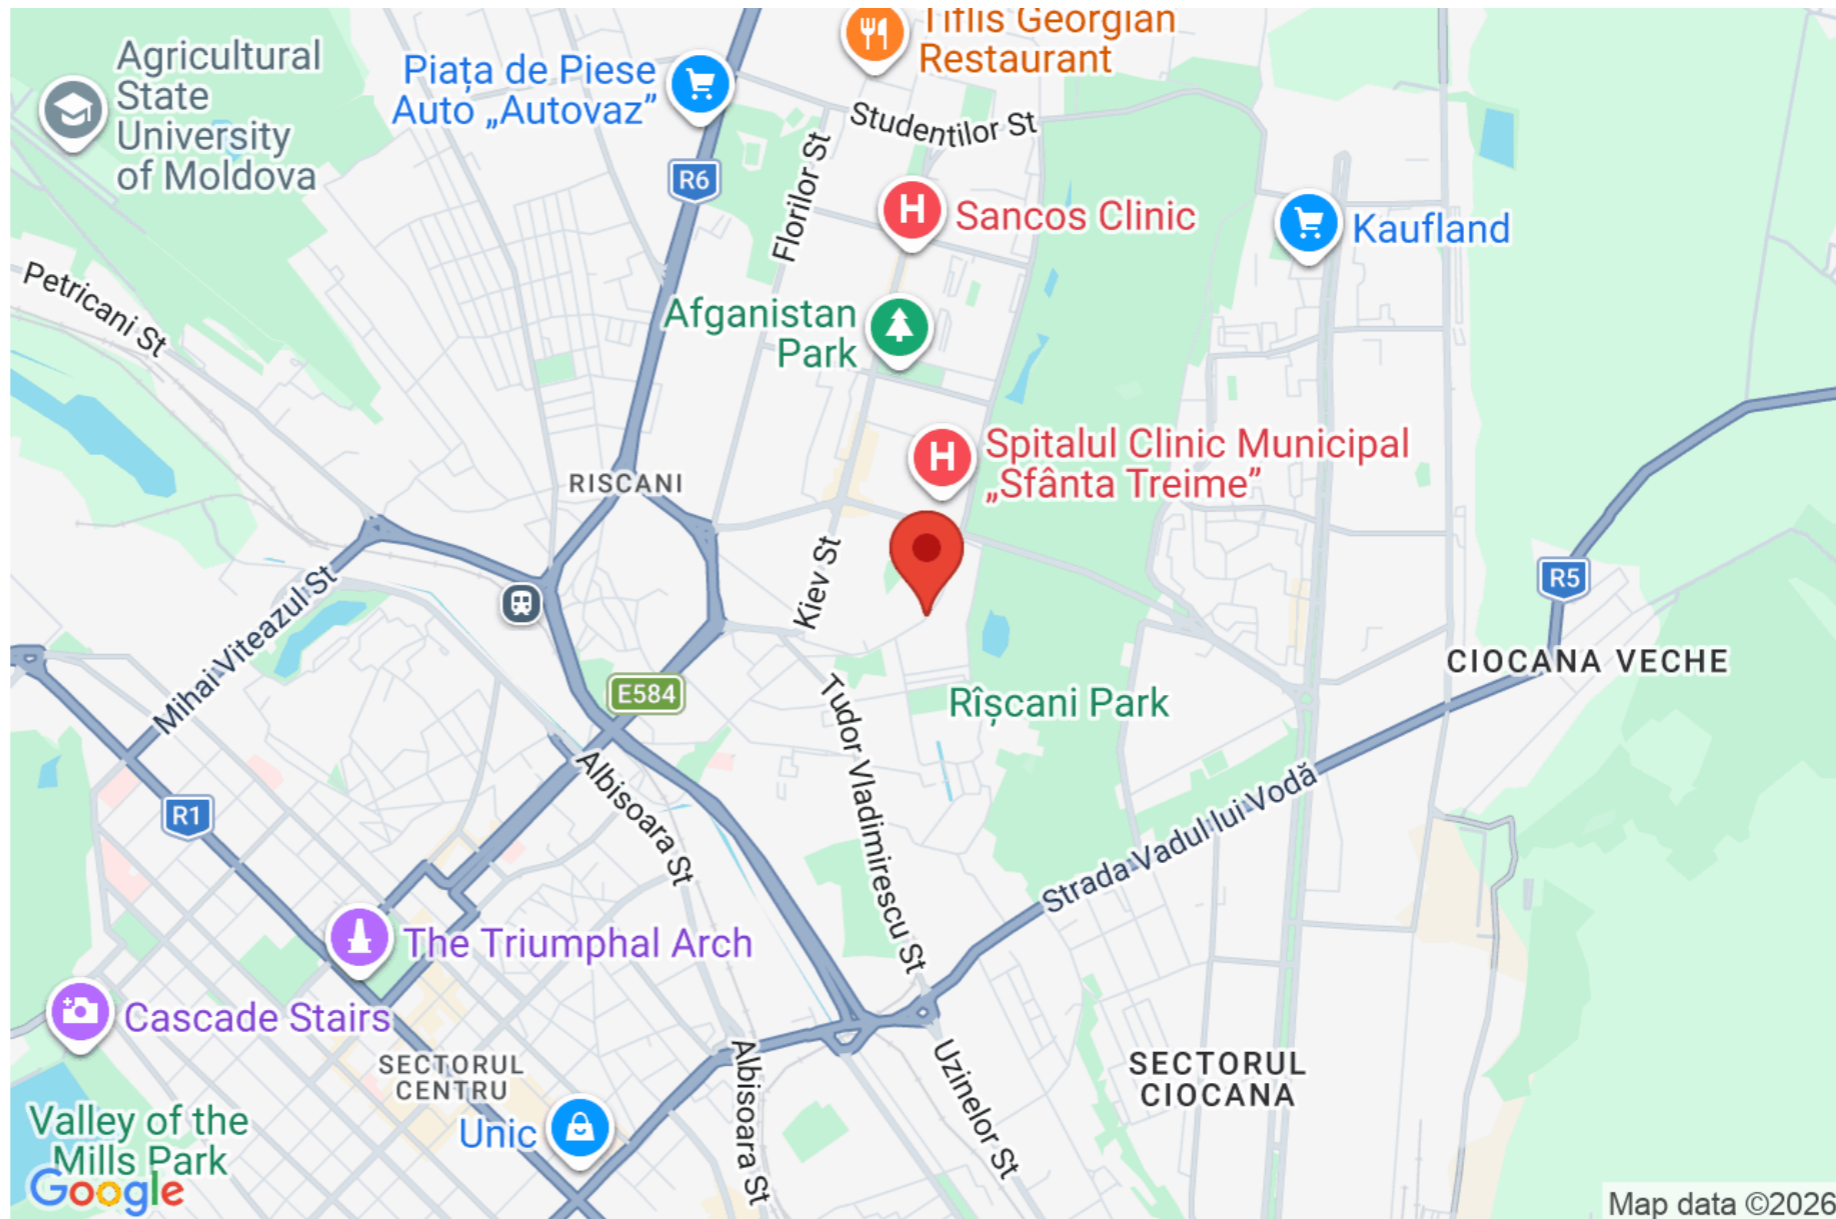 Tiflis Georgian
Restaurant
Agricultural
State
University
of Moldova
Piața de Piese
Auto „Autovaz”
Studentilor St
Florilor St
R6
Sancos Clinic
Kaufland
Petricani St
Afganistan
Park
Spitalul Clinic Municipal
„Sfânta Treime”
RISCANI
Kiev St
R5
Mihai Viteazul St
CIOCANA VECHE
E584
Rîșcani Park
Tudor Vladimirescu St
Albisoara St
R1
Strada Vadul lui Vodă
The Triumphal Arch
Cascade Stairs
SECTORUL
CENTRU
Albisoara St
Uzinelor St
SECTORUL
CIOCANA
Valley of the
Mills Park
Unic
Google
Map data ©2026